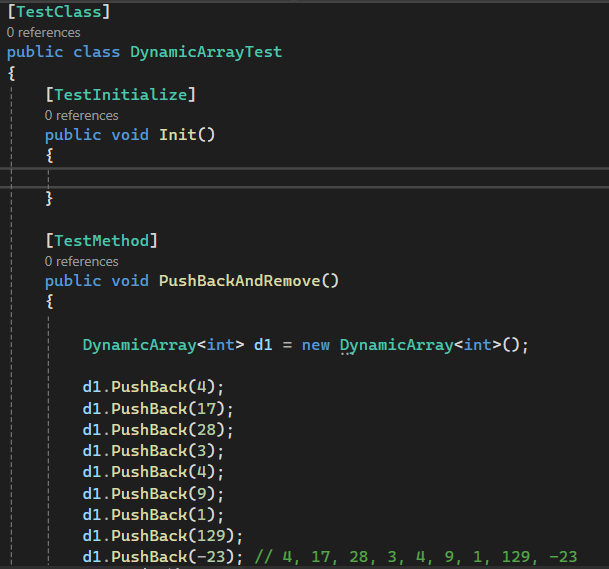 [TestClass]
0 references
public class DynamicArrayTest
{
[TestInitialize]
0 references
public void Init()
{
}
[TestMethod]
0 references
public void PushBackAndRemove()
{
DynamicArray<int> d1 = new DynamicArray<int>();
d1.PushBack(4);
d1.PushBack(17);
d1.PushBack(28);
d1.PushBack(3);
d1.PushBack(4);
d1.PushBack(9);
d1.PushBack(1);
d1.PushBack(129);
d1.PushBack(-23); // 4, 17, 28, 3, 4, 9, 1, 129, -23